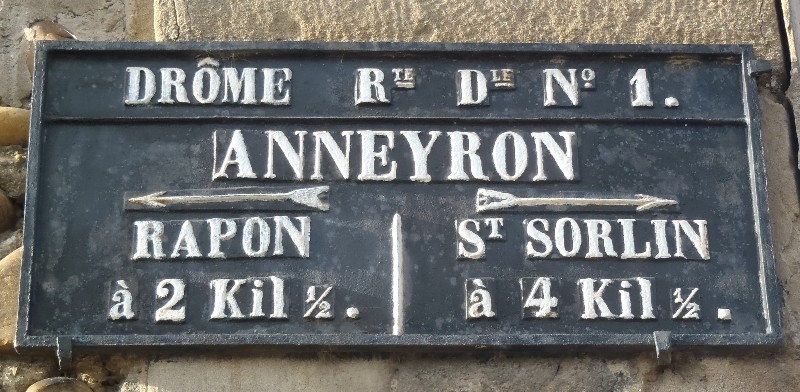 DRÔME RTE DLE NO 1.
ANNEYRON
RAPON
à 2 Kil ½.
ST SORLIN
à 4 Kil ½.